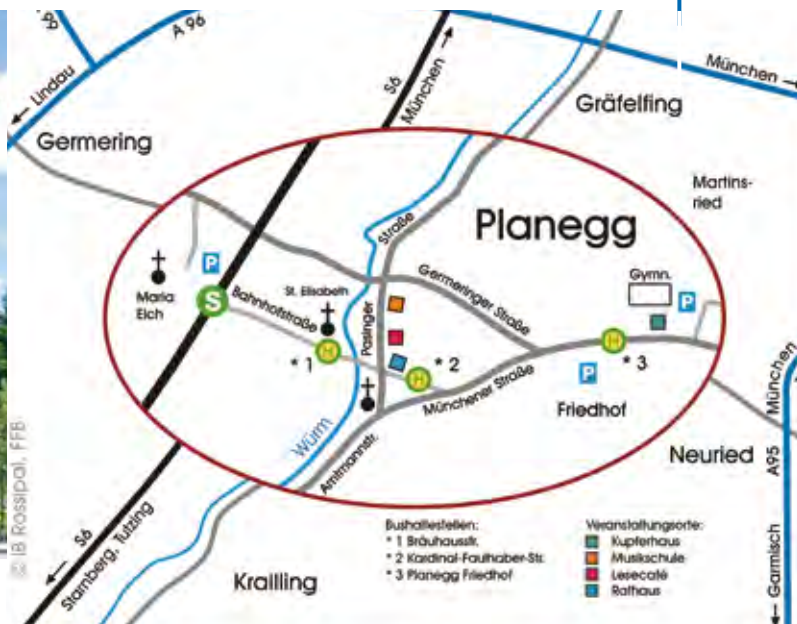 A 99
A 96
← Lindau
Germering
S6
München →
München →
Gräfelfing
Martins-
ried
Planegg
P
Maria
Eich
S
Bahnhofstraße
St. Elisabeth
H
* 1
Pasinger
Straße
Germeringer Straße
Gymn.
P
H
* 2
Münchener Straße
H
* 3
P
Friedhof
Würm
Amtmannstr.
Neuried
München
A95
← Garmisch
S6
← Starnberg, Tutzing
Krailling
Bushaltestellen:
* 1 Bräuhausstr.
* 2 Kardinal-Faulhaber-Str.
* 3 Planegg Friedhof
Veranstaltungsorte:
Kupferhaus
Musikschule
Lesecafé
Rathaus
© IB Rossipal, FFB